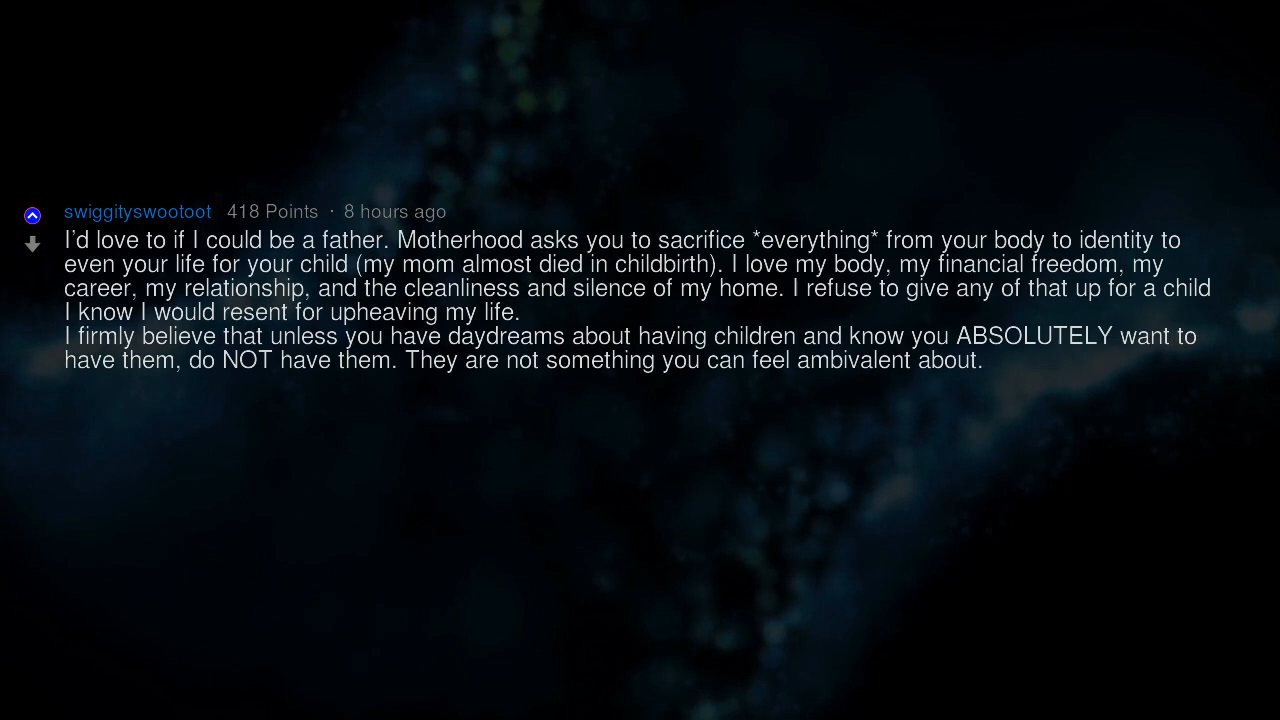 swiggityswootoot 418 Points · 8 hours ago
I'd love to if I could be a father. Motherhood asks you to sacrifice *everything* from your body to identity to
even your life for your child (my mom almost died in childbirth). I love my body, my financial freedom, my
career, my relationship, and the cleanliness and silence of my home. I refuse to give any of that up for a child
I know I would resent for upheaving my life.
I firmly believe that unless you have daydreams about having children and know you ABSOLUTELY want to
have them, do NOT have them. They are not something you can feel ambivalent about.